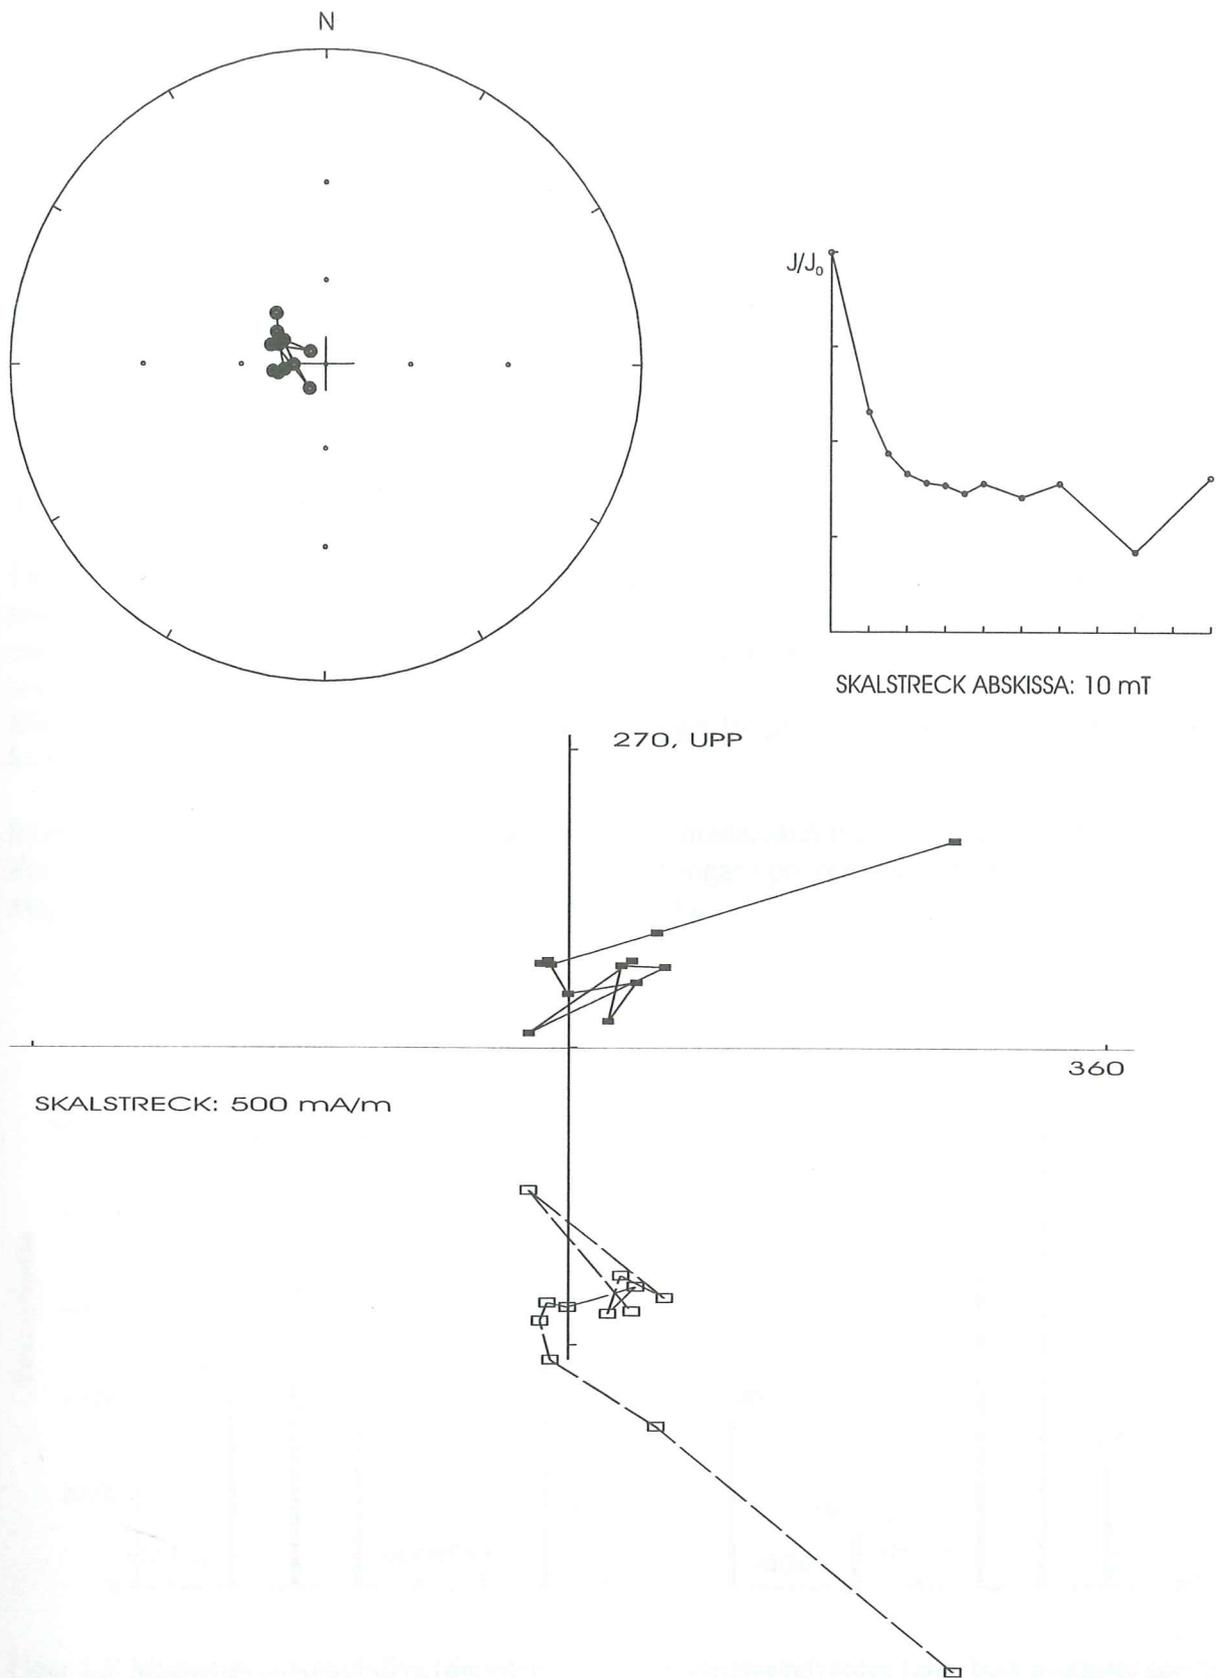 N
J/J₀
SKALSTRECK ABSKISSA: 10 mT
270, UPP
360
SKALSTRECK: 500 mA/m